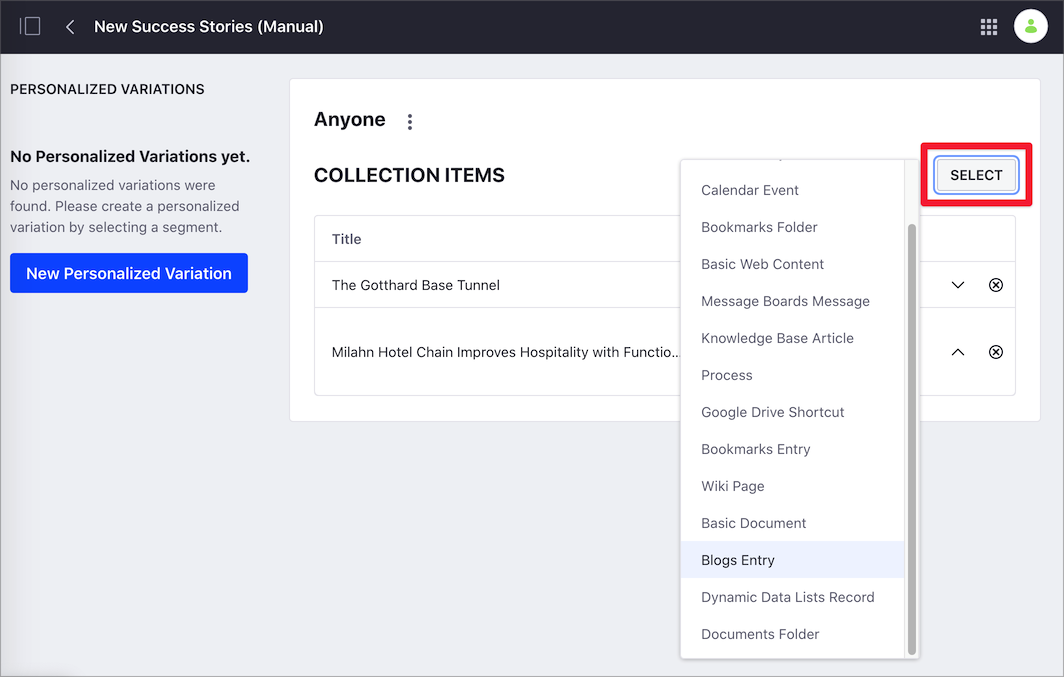 New Success Stories (Manual)
PERSONALIZED VARIATIONS
No Personalized Variations yet.
No personalized variations were
found. Please create a personalized
variation by selecting a segment.
New Personalized Variation
Anyone
COLLECTION ITEMS
SELECT
Title
The Gotthard Base Tunnel
Milahn Hotel Chain Improves Hospitality with Functio...
Calendar Event
Bookmarks Folder
Basic Web Content
Message Boards Message
Knowledge Base Article
Process
Google Drive Shortcut
Bookmarks Entry
Wiki Page
Basic Document
Blogs Entry
Dynamic Data Lists Record
Documents Folder